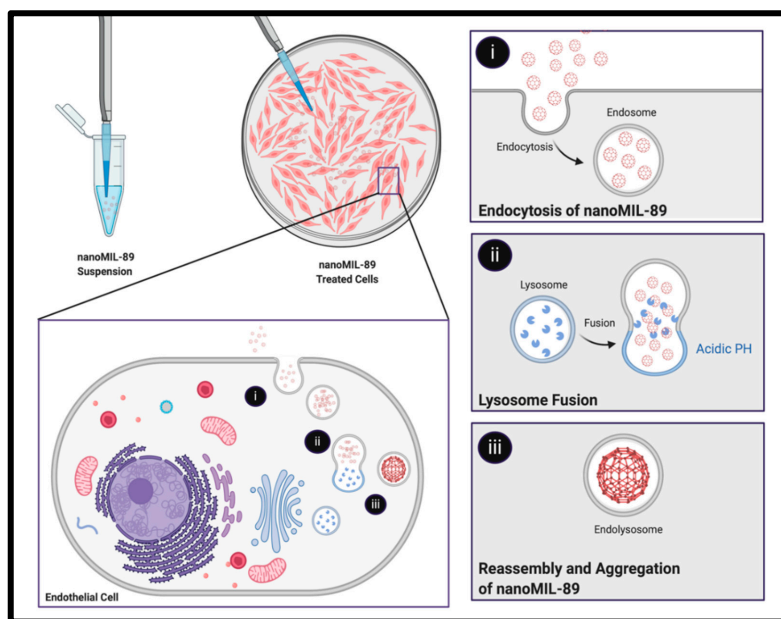 nanoMIL-89
Suspension
nanoMIL-89
Treated Cells
i
ii
iii
Endothelial Cell
i
Endocytosis
Endosome
Endocytosis of nanoMIL-89
ii
Lysosome
Fusion
Acidic PH
Lysosome Fusion
iii
Endolysosome
Reassembly and Aggregation
of nanoMIL-89